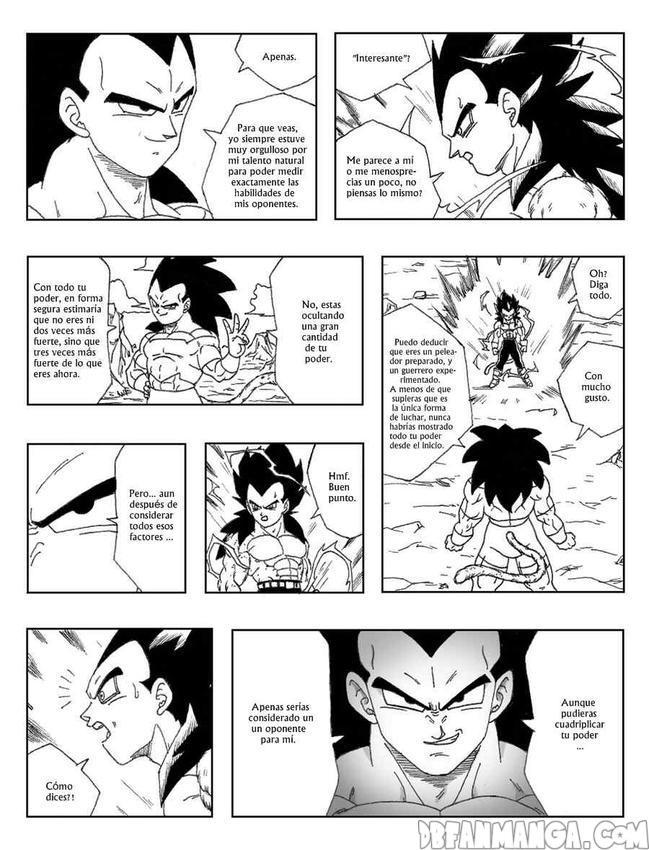 Apenas.
Para que veas,
yo siempre estuve
muy orgulloso por
mi talento natural
para poder medir
exactamente las
habilidades de
mis oponentes.
"Interesante"?
Me parece a mí
o me menospre-
cias un poco, no
piensas lo mismo?
Con todo tu
poder, en forma
segura estimaría
que no eres ni
dos veces más
fuerte, sino que
tres veces más
fuerte de lo que
eres ahora.
No, estas
ocultando
una gran
cantidad
de tu
poder.
Oh?
Diga
todo.
Con
mucho
gusto.
Puedo deducir
que eres un pelea-
dor preparado, y
un guerrero expe-
rimentado.
A menos de que
supieras que es
la única forma
de luchar, nunca
habrías mostrado
todo tu poder
desde el inicio.
Hmf.
Buen
punto.
Pero... aun
después de
considerar
todos esos
factores ...
Aunque
pudieras
cuadriplicar
tu poder
...
Apenas serías
considerado un
un oponente
para mí.
Cómo
dices?!
DBFANMANGA.COM